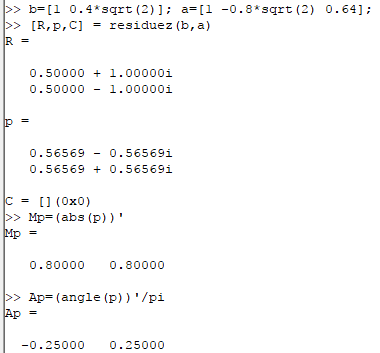 >> b=[1 0.4*sqrt(2)]; a=[1 -0.8*sqrt(2) 0.64];
>> [R,p,C] = residuez(b,a)
R =
0.50000 + 1.00000i
0.50000 - 1.00000i
p =
0.56569 - 0.56569i
0.56569 + 0.56569i
C = [](0x0)
>> Mp=(abs(p))'
Mp =
0.80000 0.80000
>> Ap=(angle(p))'/pi
Ap =
-0.25000 0.25000